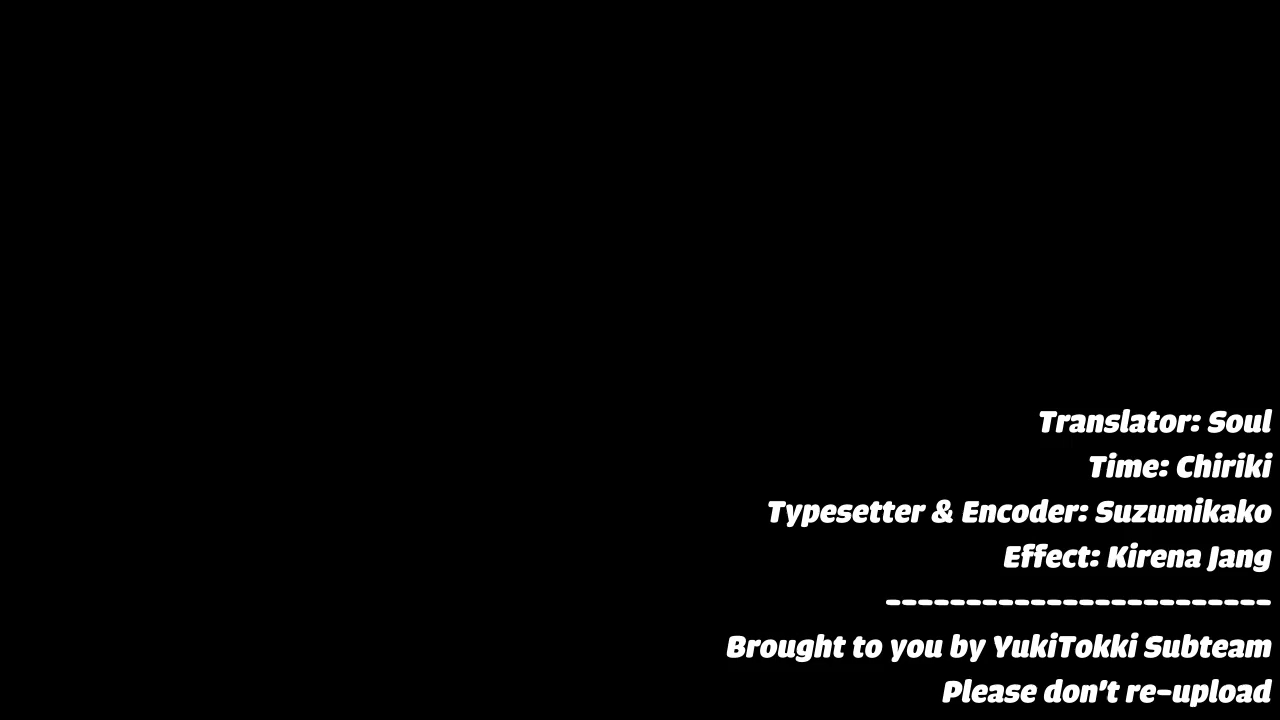 Translator: Soul
Time: Chiriki
Typesetter & Encoder: Suzumikako
Effect: Kirena Jang
------------------------
Brought to you by YukiTokki Subteam
Please don't re-upload